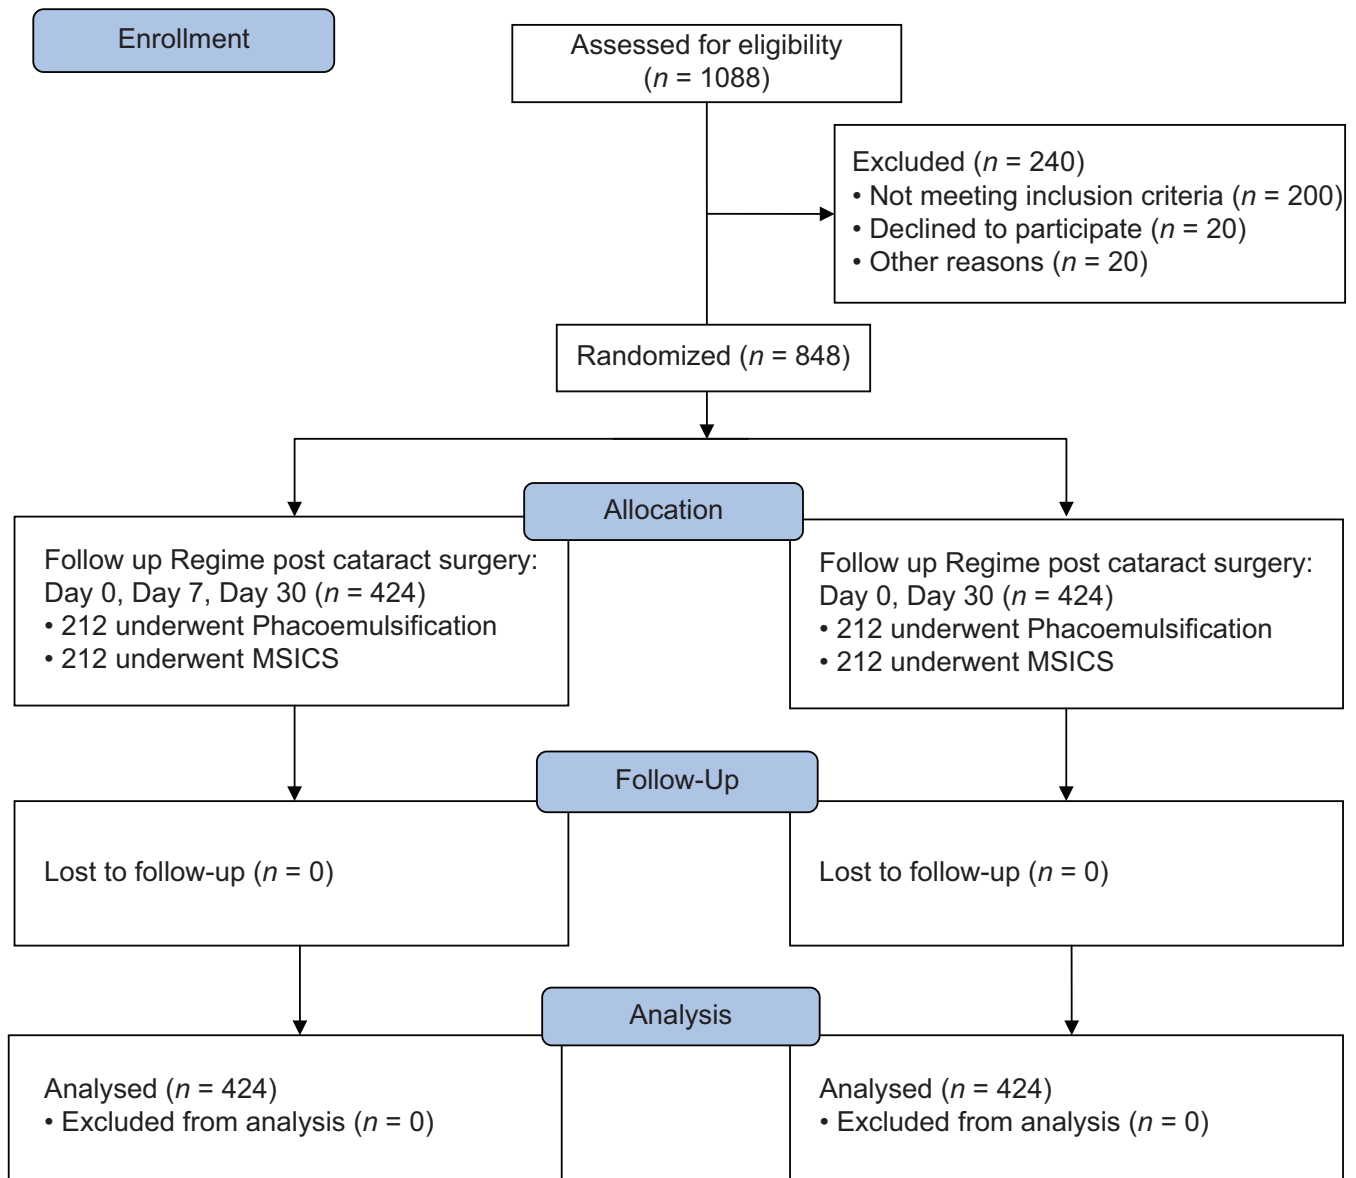 Enrollment
Assessed for eligibility
(n = 1088)
Excluded (n = 240)
• Not meeting inclusion criteria (n = 200)
• Declined to participate (n = 20)
• Other reasons (n = 20)
Randomized (n = 848)
Allocation
Follow up Regime post cataract surgery:
Day 0, Day 7, Day 30 (n = 424)
• 212 underwent Phacoemulsification
• 212 underwent MSICS
Follow up Regime post cataract surgery:
Day 0, Day 30 (n = 424)
• 212 underwent Phacoemulsification
• 212 underwent MSICS
Follow-Up
Lost to follow-up (n = 0)
Lost to follow-up (n = 0)
Analysis
Analysed (n = 424)
• Excluded from analysis (n = 0)
Analysed (n = 424)
• Excluded from analysis (n = 0)